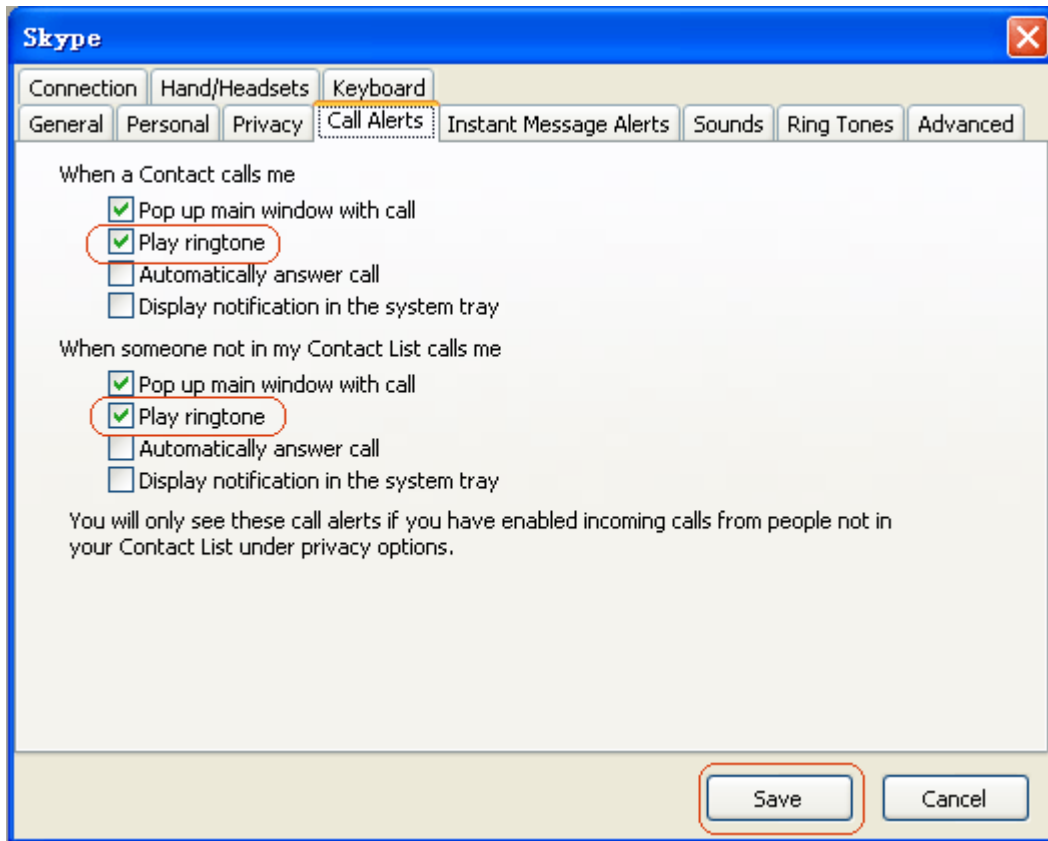 Skype
Connection Hand/Headsets Keyboard
General Personal Privacy Call Alerts Instant Message Alerts Sounds Ring Tones Advanced
When a Contact calls me
Pop up main window with call
Play ringtone
Automatically answer call
Display notification in the system tray
When someone not in my Contact List calls me
Pop up main window with call
Play ringtone
Automatically answer call
Display notification in the system tray
You will only see these call alerts if you have enabled incoming calls from people not in
your Contact List under privacy options.
Save Cancel